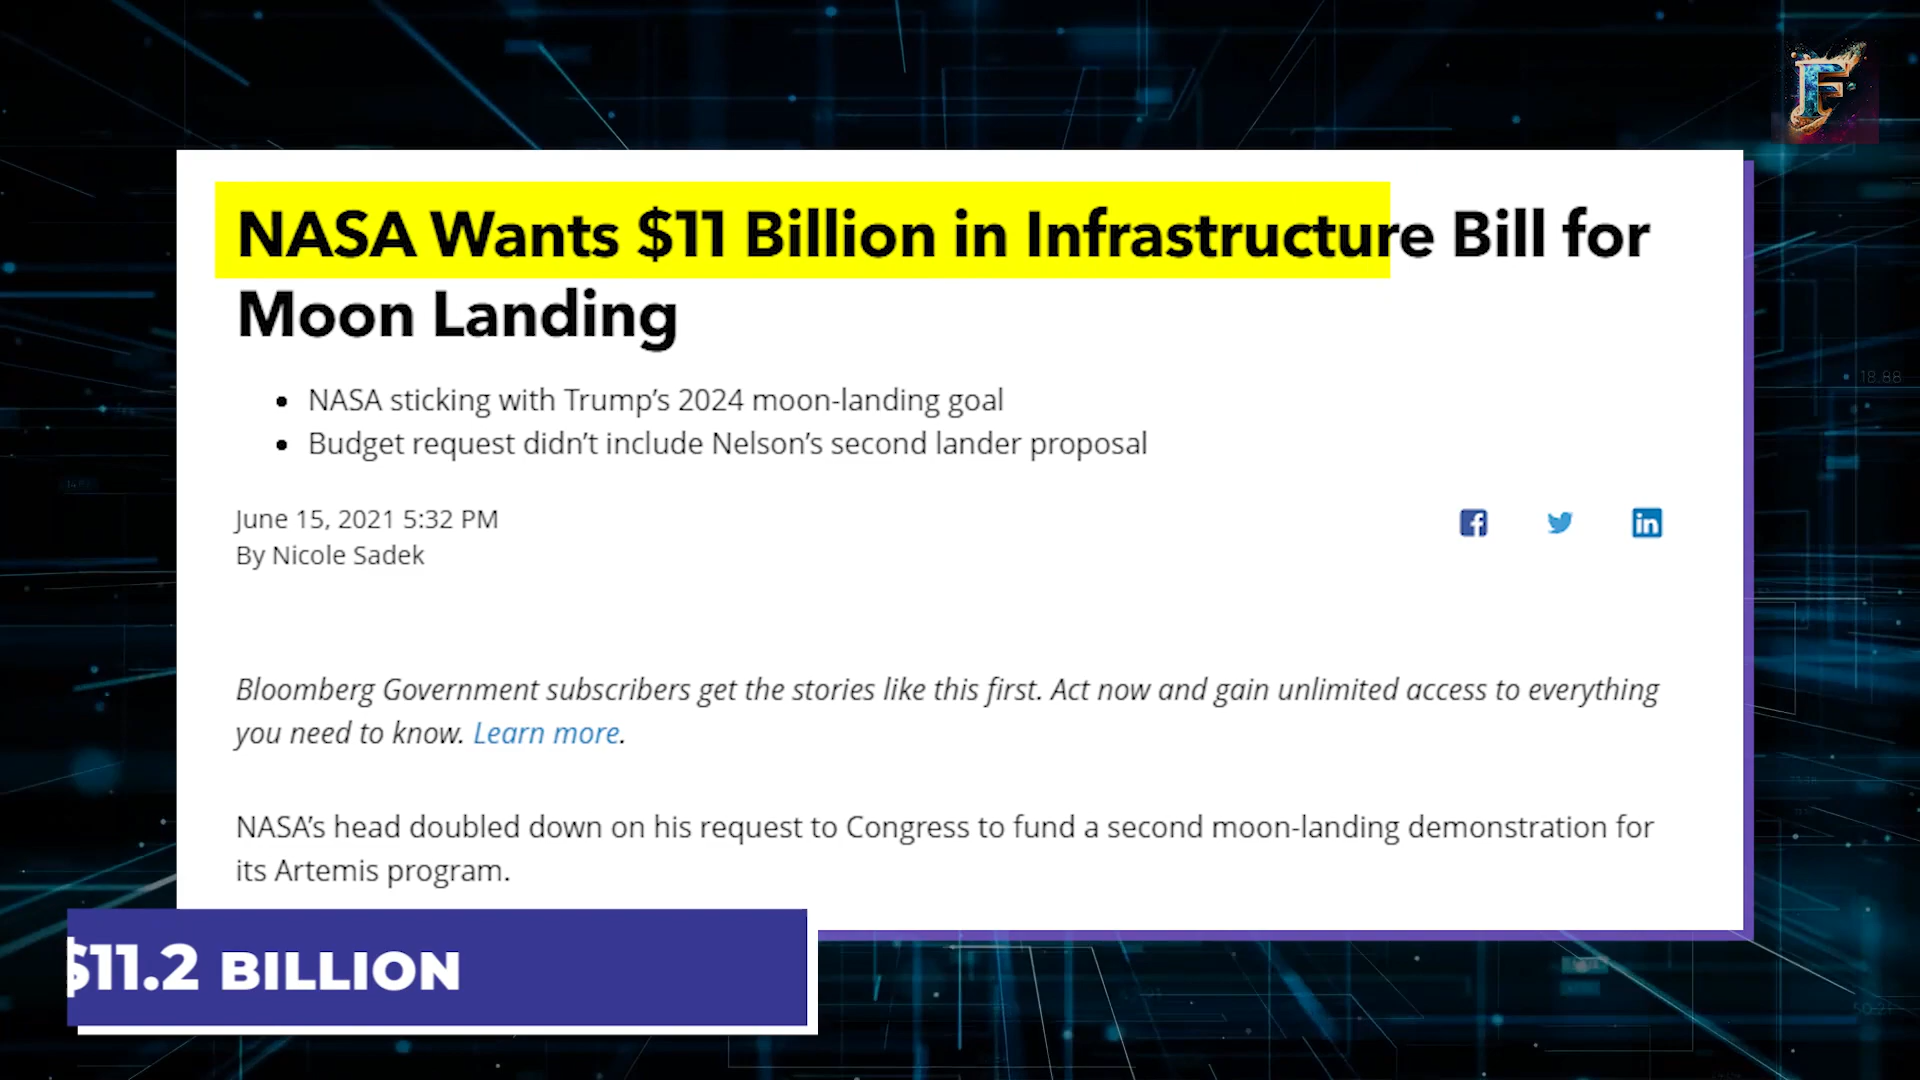 F
NASA Wants $11 Billion in Infrastructure Bill for
Moon Landing
• NASA sticking with Trump's 2024 moon-landing goal
• Budget request didn't include Nelson's second lander proposal
June 15, 2021 5:32 PM
By Nicole Sadek
Bloomberg Government subscribers get the stories like this first. Act now and gain unlimited access to everything
you need to know. Learn more.
NASA's head doubled down on his request to Congress to fund a second moon-landing demonstration for
its Artemis program.
$11.2 BILLION
18.88